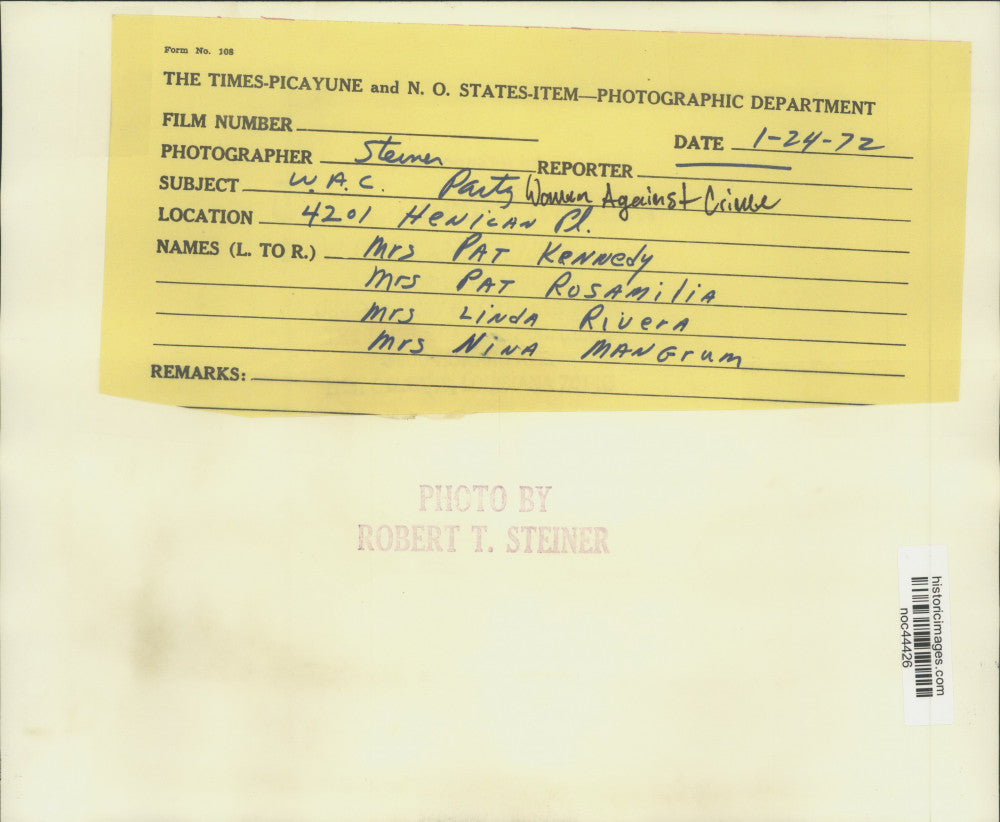 Form No. 108
THE TIMES-PICAYUNE and N. O. STATES-ITEM—PHOTOGRAPHIC DEPARTMENT
FILM NUMBER
DATE 1-24-72
PHOTOGRAPHER Steiner
REPORTER
SUBJECT W.A.C. Party Women Against Crime
LOCATION 4201 Henican Pl.
NAMES (L. TO R.) Mrs Pat Kennedy
Mrs Pat Rosamilia
Mrs Linda Rivera
Mrs Nina Mangrum
REMARKS:
PHOTO BY
ROBERT T. STEINER
historicimages.com
noc44426